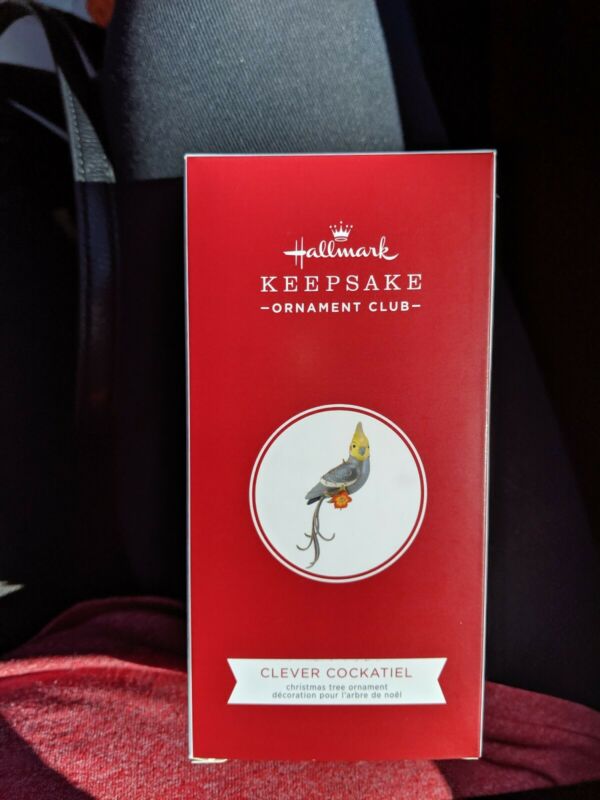 Hallmark
KEEPSAKE
–ORNAMENT CLUB–
CLEVER COCKATIEL
christmas tree ornament
décoration pour l'arbre de noël